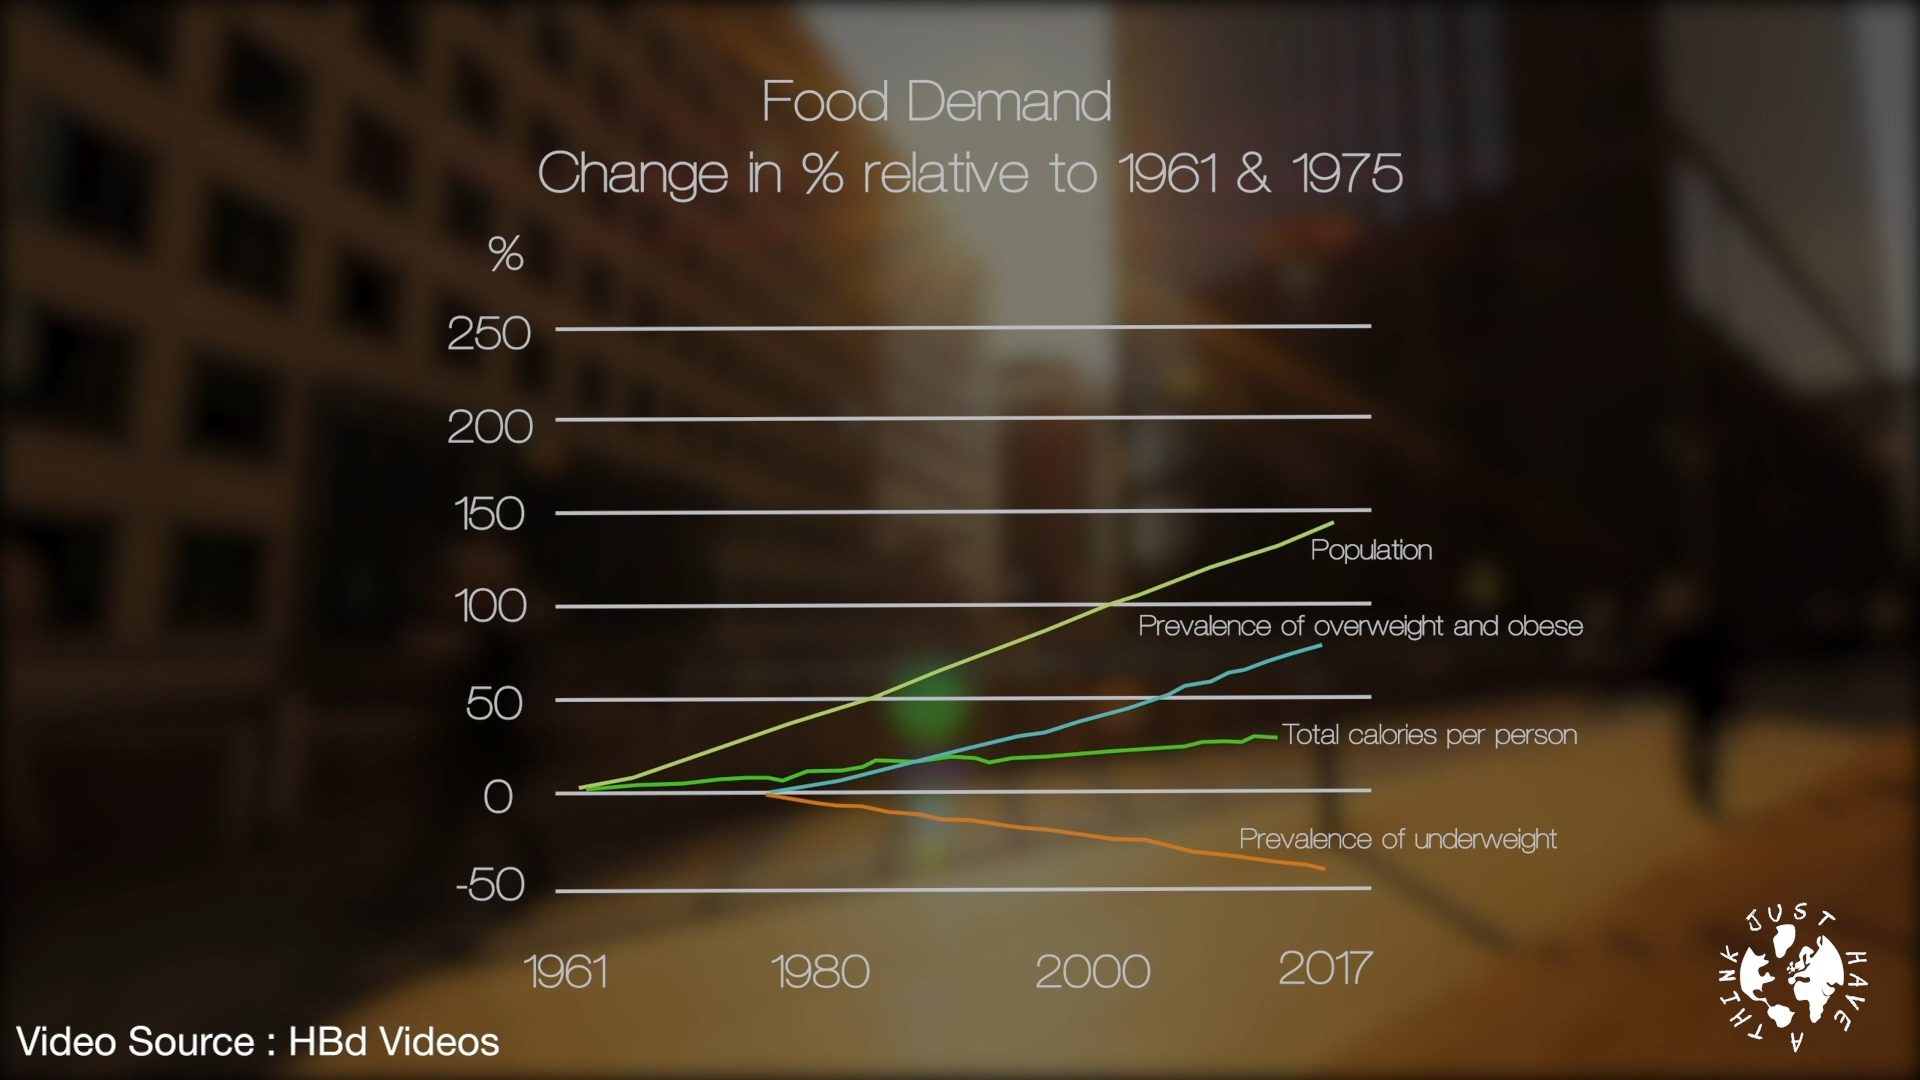 Food Demand
Change in % relative to 1961 & 1975
%
250
200
150
Population
100
Prevalence of overweight and obese
50
Total calories per person
0
Prevalence of underweight
-50
1961 1980 2000 2017
JUST HAVE A THINK
Video Source : HBd Videos